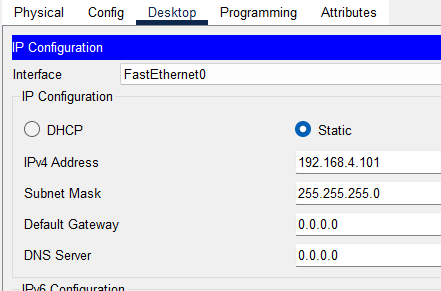 Physical Config Desktop Programming Attributes
IP Configuration
Interface FastEthernet0
IP Configuration
DHCP Static
IPv4 Address 192.168.4.101
Subnet Mask 255.255.255.0
Default Gateway 0.0.0.0
DNS Server 0.0.0.0
IPv6 Configuration